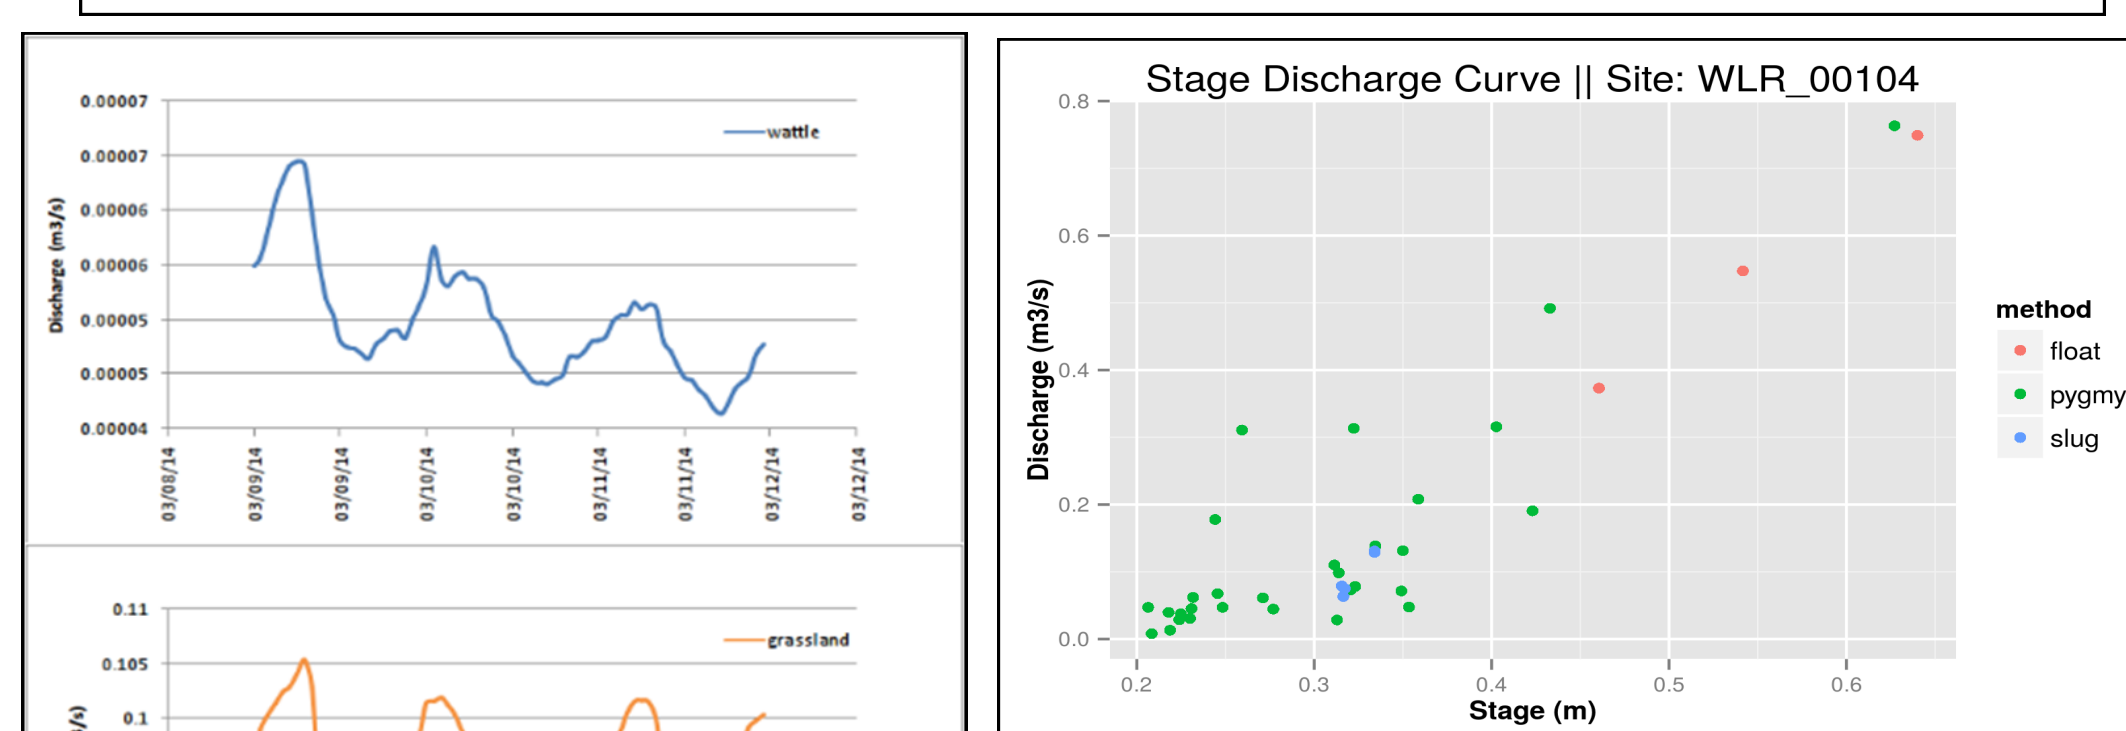 0.00007
wattle
0.00007
0.00006
0.00006
0.00005
0.00005
0.00004
Discharge (m3/s)
03/08/14
03/09/14
03/09/14
03/10/14
03/10/14
03/11/14
03/11/14
03/12/14
03/12/14
0.11
grassland
0.105
0.1
/s)
Stage Discharge Curve || Site: WLR_00104
0.8
0.6
0.4
0.2
0.0
Discharge (m3/s)
0.2
0.3
0.4
0.5
0.6
Stage (m)
method
float
pygmy
slug